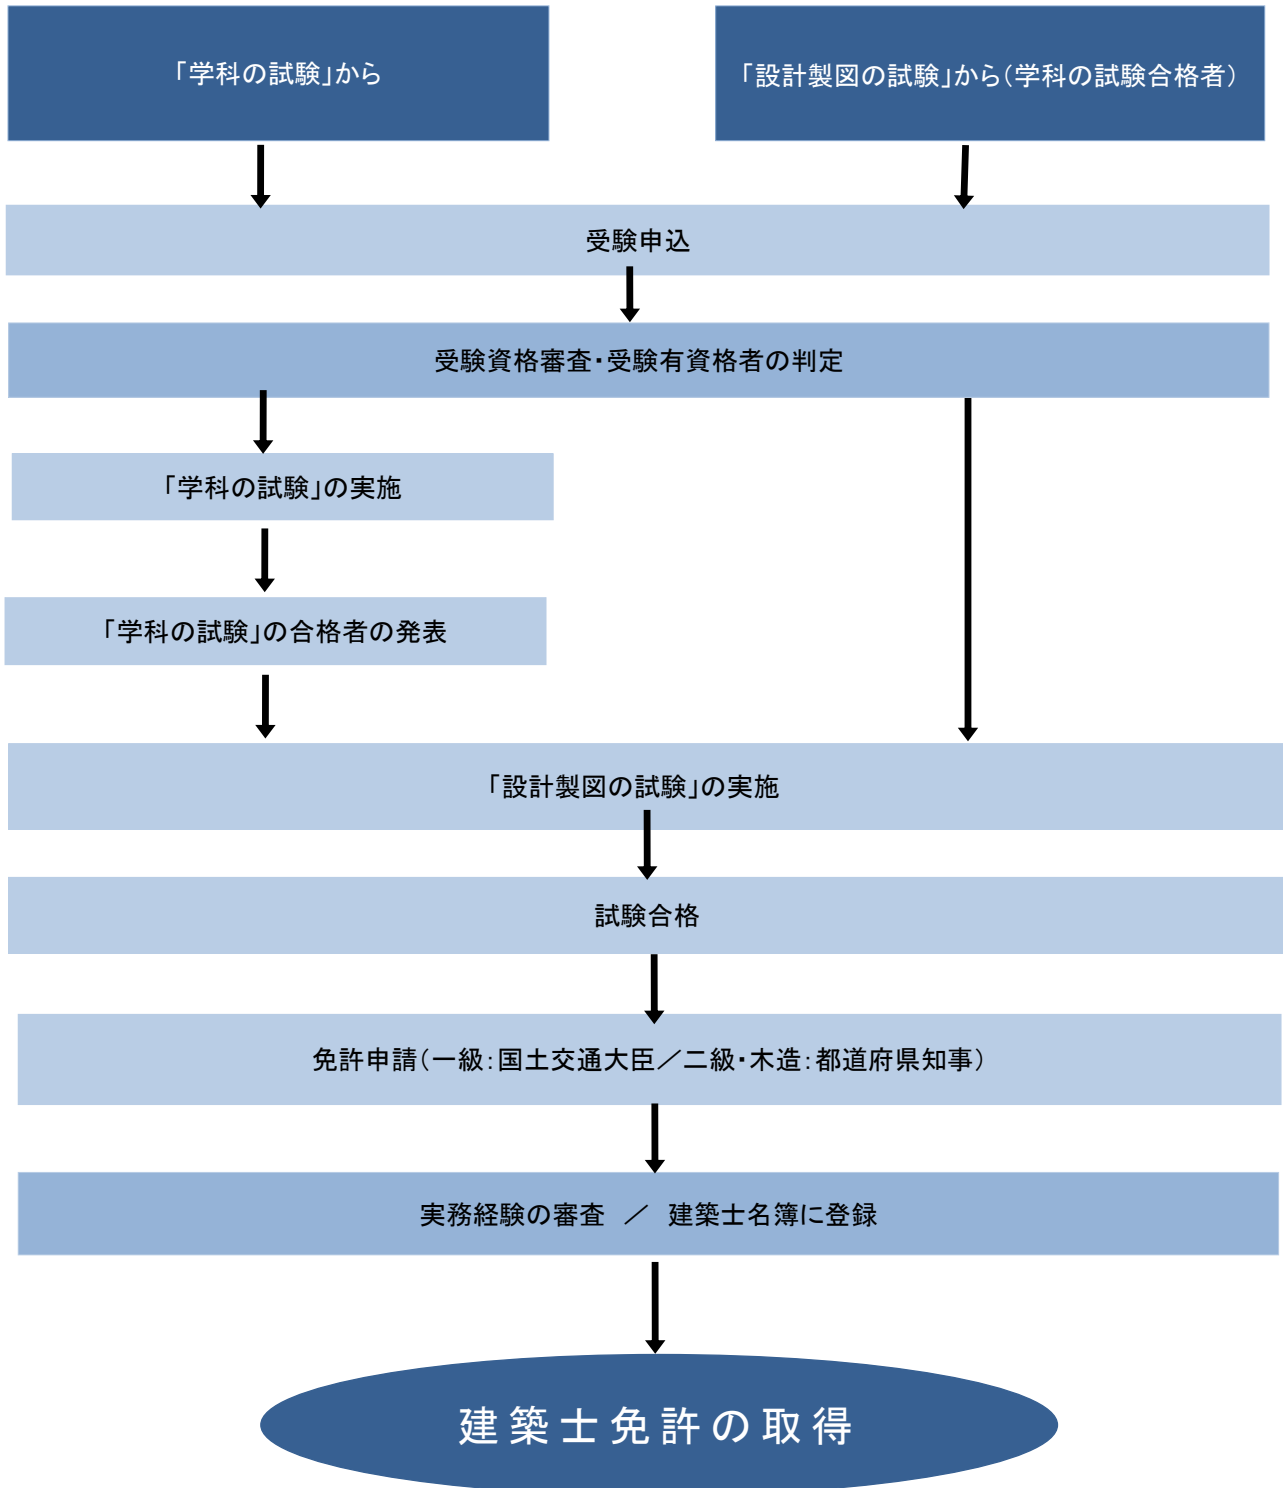 「学科の試験」から
「設計製図の試験」から（学科の試験合格者）
受験申込
受験資格審査・受験有資格者の判定
「学科の試験」の実施
「学科の試験」の合格者の発表
「設計製図の試験」の実施
試験合格
免許申請（一級：国土交通大臣／二級・木造：都道府県知事）
実務経験の審査　／　建築士名簿に登録
建築士免許の取得